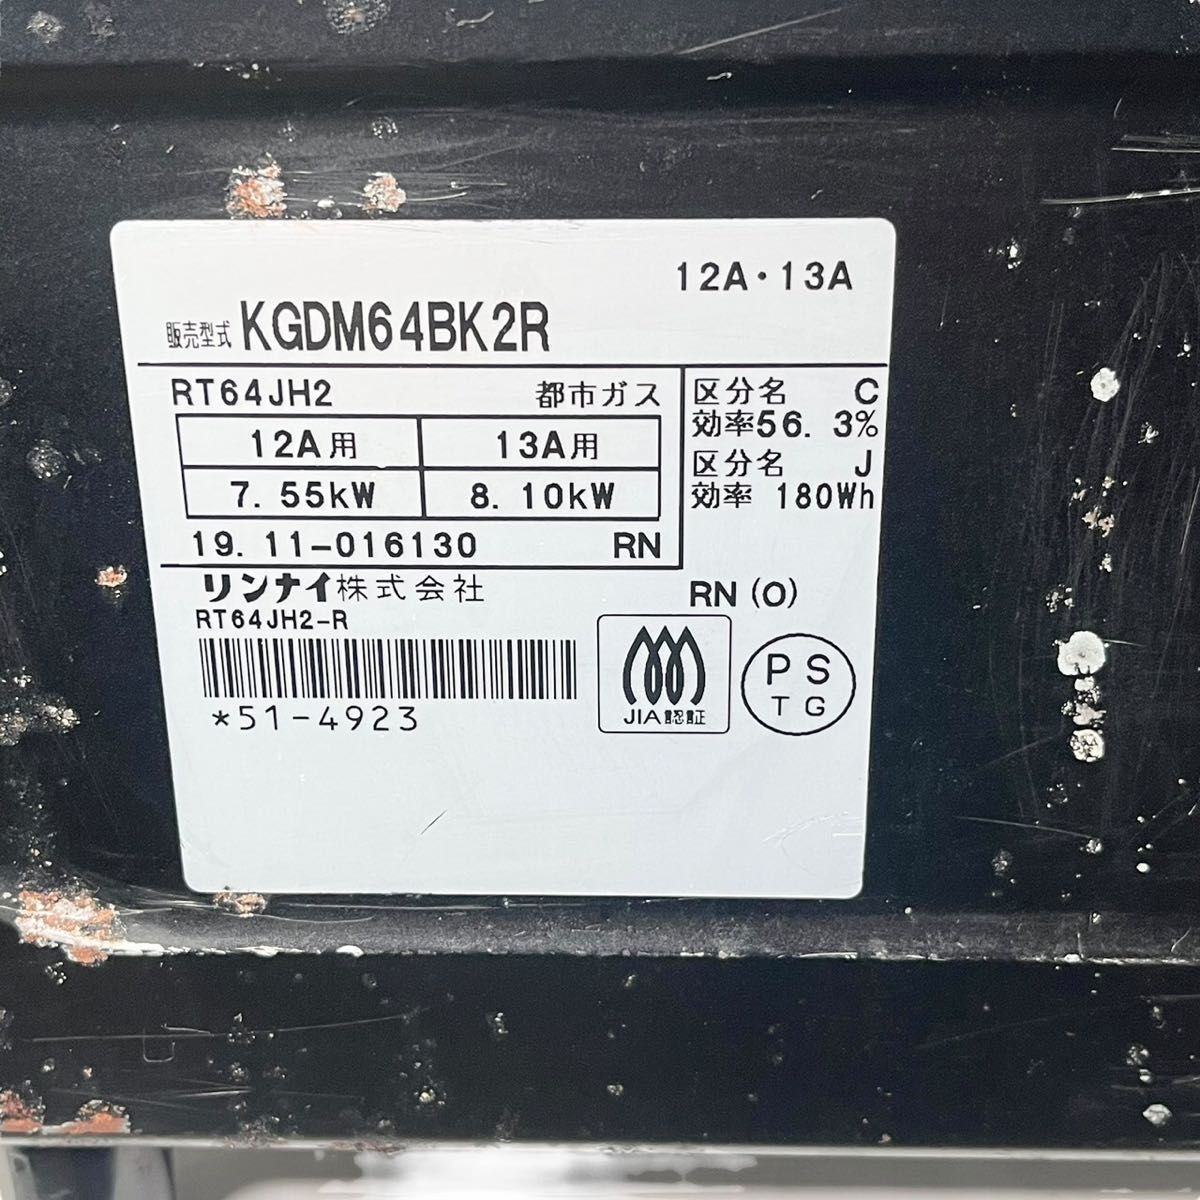 12A・13A
販売型式 KGDM64BK2R
RT64JH2 都市ガス
12A用 13A用
7.55kW 8.10kW
19.11-016130 RN
区分名 C
効率56.3%
区分名 J
効率 180Wh
リンナイ株式会社
RT64JH2-R
*51-4923
RN (O)
JIA認証
PS
TG